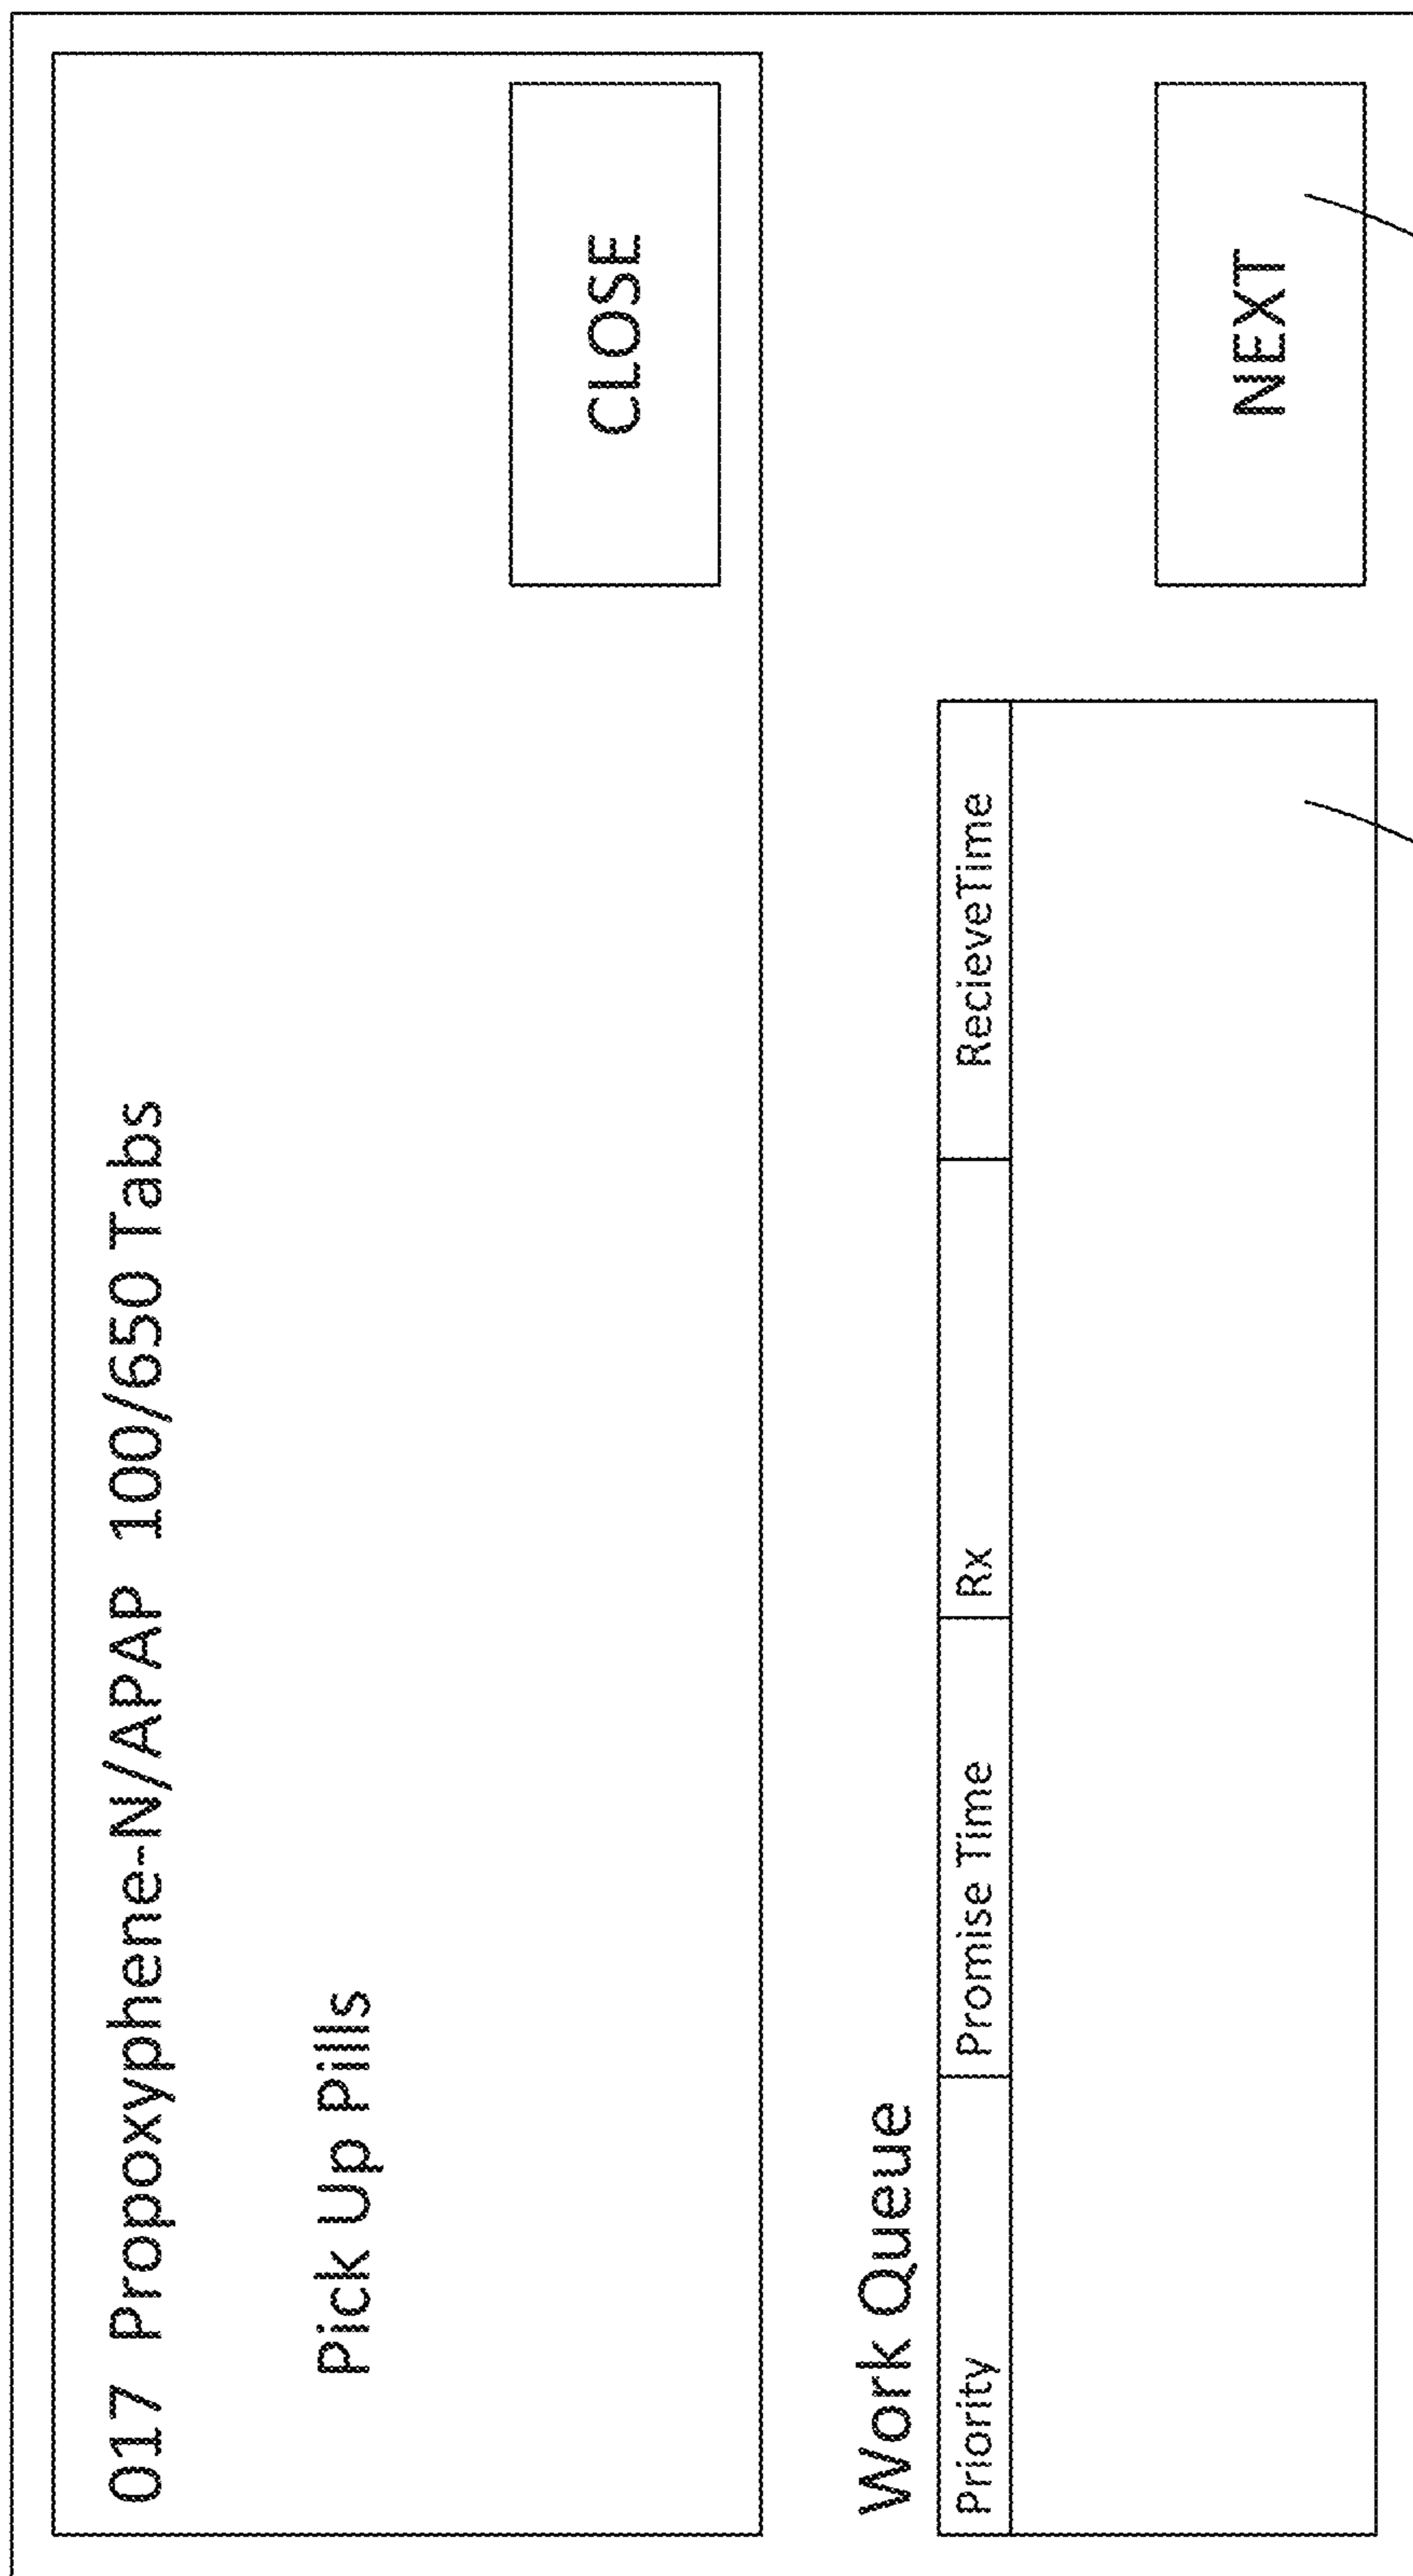 017 Propoxyphene-N/APAP 100/650 Tabs
Pick Up Pills
CLOSE
Work Queue
Priority Promise Time Rx RecieveTime
NEXT